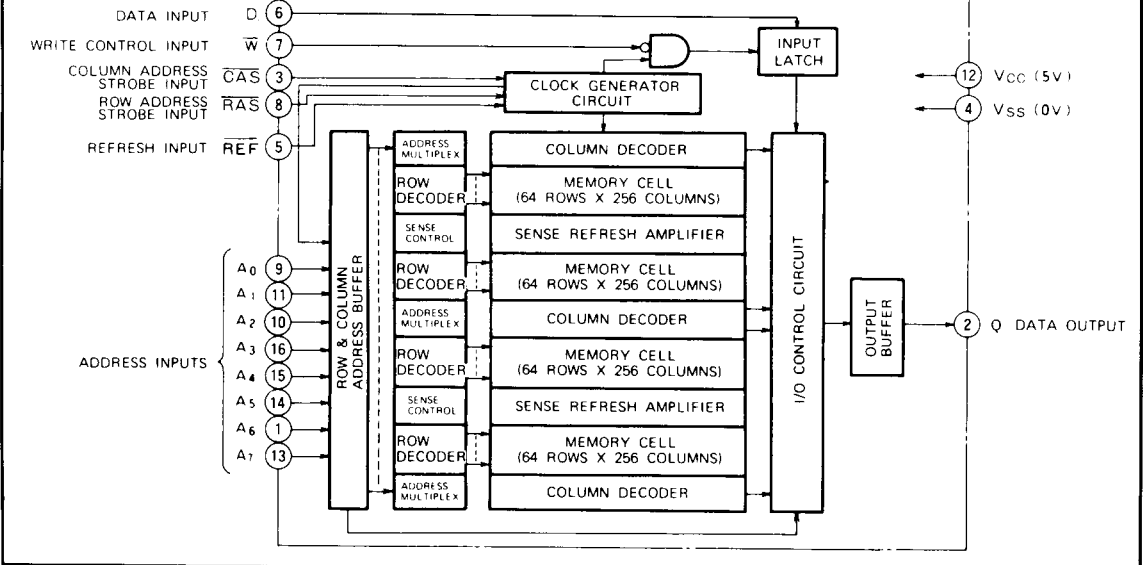 DATA INPUT D 6
WRITE CONTROL INPUT W̅ 7
COLUMN ADDRESS
STROBE INPUT C̅A̅S̅ 3
ROW ADDRESS
STROBE INPUT R̅A̅S̅ 8
REFRESH INPUT R̅E̅F̅ 5
INPUT
LATCH
CLOCK GENERATOR
CIRCUIT
12 VCC (5V)
4 VSS (0V)
ADDRESS INPUTS
A0 9
A1 11
A2 10
A3 16
A4 15
A5 14
A6 1
A7 13
ROW & COLUMN
ADDRESS BUFFER
ADDRESS
MULTIPLEX
ROW
DECODER
SENSE
CONTROL
ROW
DECODER
ADDRESS
MULTIPLEX
ROW
DECODER
SENSE
CONTROL
ROW
DECODER
ADDRESS
MULTIPLEX
COLUMN DECODER
MEMORY CELL
(64 ROWS X 256 COLUMNS)
SENSE REFRESH AMPLIFIER
MEMORY CELL
(64 ROWS X 256 COLUMNS)
COLUMN DECODER
MEMORY CELL
(64 ROWS X 256 COLUMNS)
SENSE REFRESH AMPLIFIER
MEMORY CELL
(64 ROWS X 256 COLUMNS)
COLUMN DECODER
I/O CONTROL CIRCUIT
OUTPUT
BUFFER
2 Q DATA OUTPUT